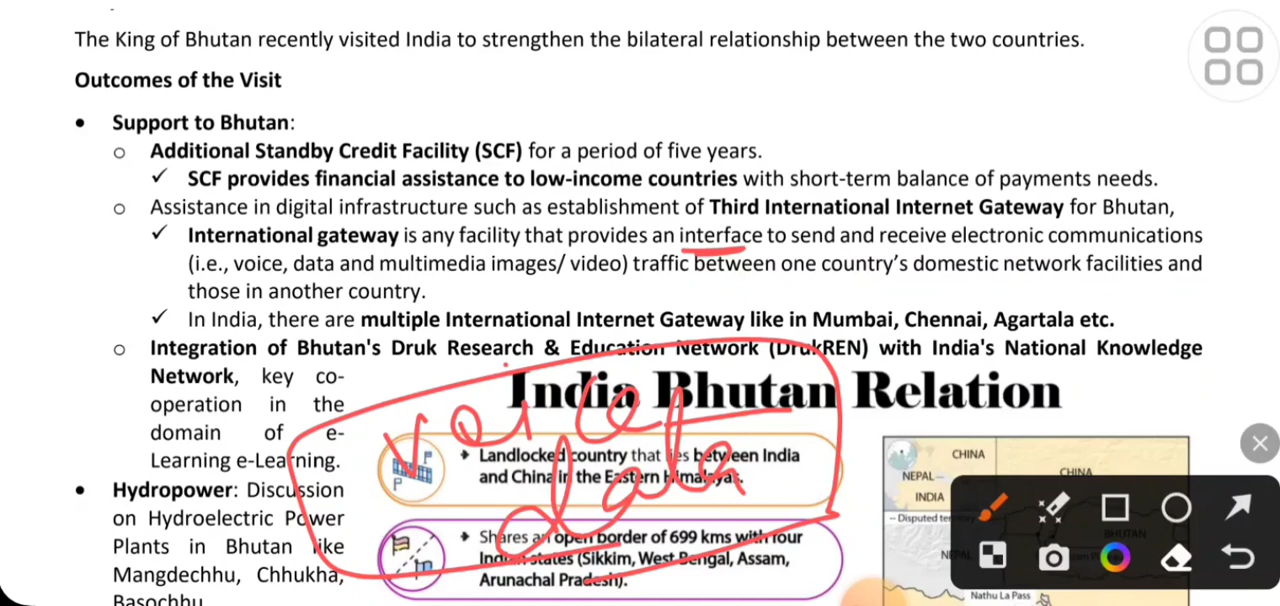 The King of Bhutan recently visited India to strengthen the bilateral relationship between the two countries.
Outcomes of the Visit
• Support to Bhutan:
o Additional Standby Credit Facility (SCF) for a period of five years.
✓ SCF provides financial assistance to low-income countries with short-term balance of payments needs.
o Assistance in digital infrastructure such as establishment of Third International Internet Gateway for Bhutan,
✓ International gateway is any facility that provides an interface to send and receive electronic communications
(i.e., voice, data and multimedia images/ video) traffic between one country's domestic network facilities and
those in another country.
✓ In India, there are multiple International Internet Gateway like in Mumbai, Chennai, Agartala etc.
o Integration of Bhutan's Druk Research & Education Network (DrukREN) with India's National Knowledge
Network, key co-
operation in the
domain of e-
Learning e-Learning.
• Hydropower: Discussion
on Hydroelectric Power
Plants in Bhutan like
Mangdechhu, Chhukha,
Basochhu
India Bhutan Relation
Voice
data
Landlocked country that lies between India
and China in the Eastern Himalayas.
Shares an open border of 699 kms with four
Indian states (Sikkim, West Bengal, Assam,
Arunachal Pradesh).
CHINA
NEPAL
CHINA
INDIA
BHUTAN
Nathu La Pass